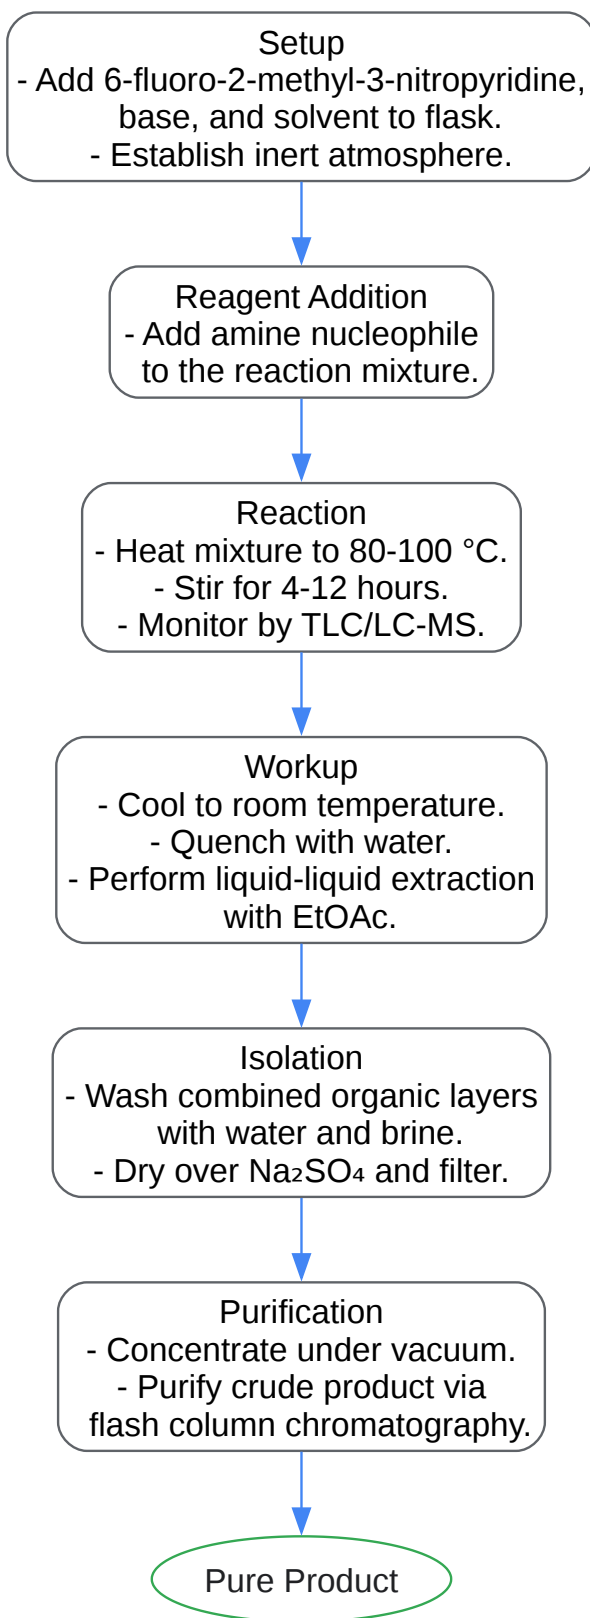 Setup
- Add 6-fluoro-2-methyl-3-nitropyridine,
base, and solvent to flask.
- Establish inert atmosphere.
Reagent Addition
- Add amine nucleophile
to the reaction mixture.
Reaction
- Heat mixture to 80-100 °C.
- Stir for 4-12 hours.
- Monitor by TLC/LC-MS.
Workup
- Cool to room temperature.
- Quench with water.
- Perform liquid-liquid extraction
with EtOAc.
Isolation
- Wash combined organic layers
with water and brine.
- Dry over Na₂SO₄ and filter.
Purification
- Concentrate under vacuum.
- Purify crude product via
flash column chromatography.
Pure Product